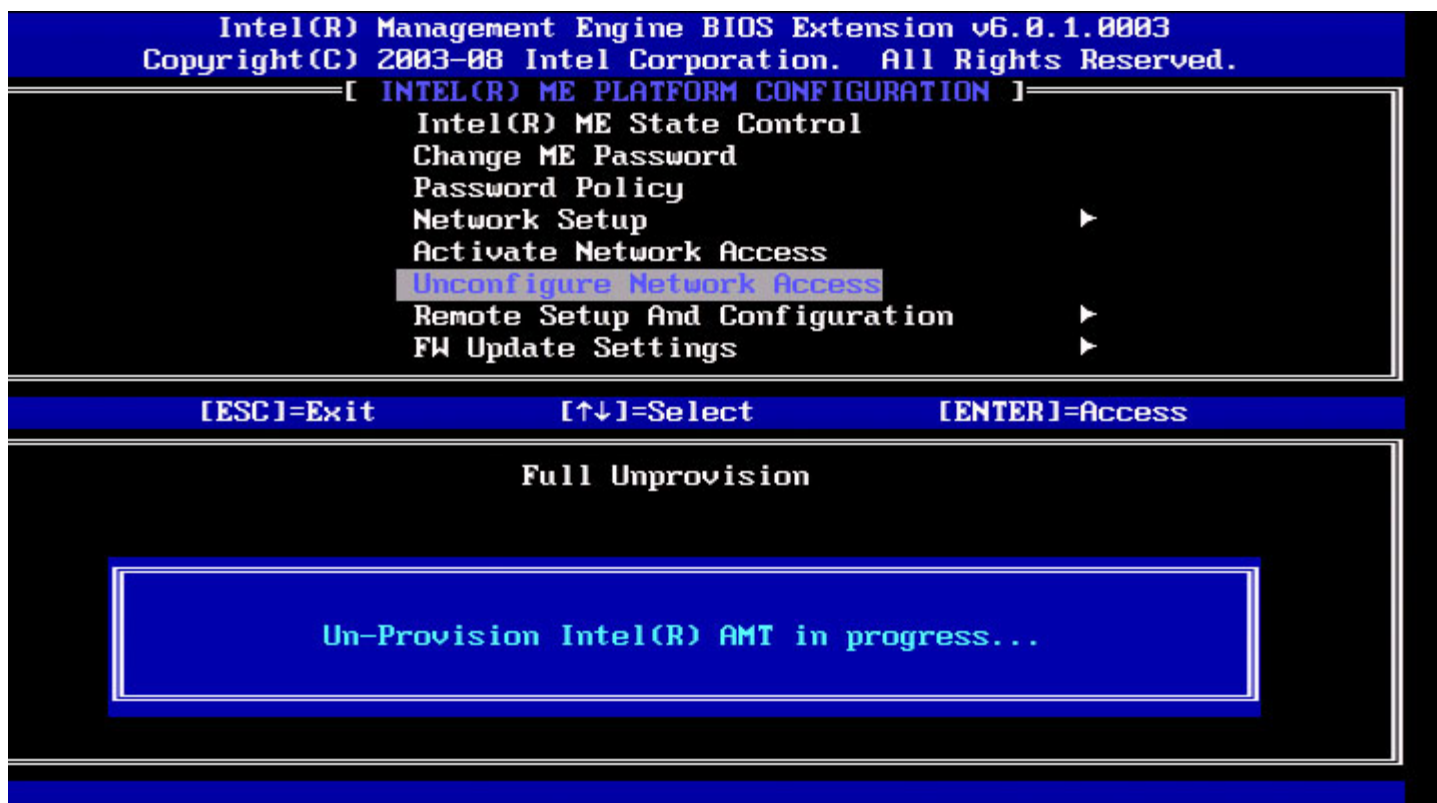 Intel(R) Management Engine BIOS Extension v6.0.1.0003
Copyright(C) 2003-08 Intel Corporation. All Rights Reserved.
[ INTEL(R) ME PLATFORM CONFIGURATION ]
Intel(R) ME State Control
Change ME Password
Password Policy
Network Setup ►
Activate Network Access
Unconfigure Network Access
Remote Setup And Configuration ►
FW Update Settings ►
[ESC]=Exit [↑↓]=Select [ENTER]=Access
Full Unprovision
Un-Provision Intel(R) AMT in progress...